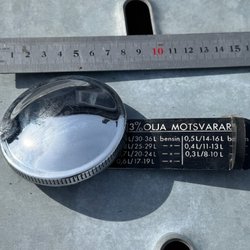 1 2 3 4 5 6 7 8 9 10 11 12 13 14 15
3% OLJA MOTSVARAR
L/30-36L bensin 0,5L/14-16L
L/25-29L -"- 0,4L/11-13L
L/20-24L -"- 0,3L/8-10L
L/17-19L